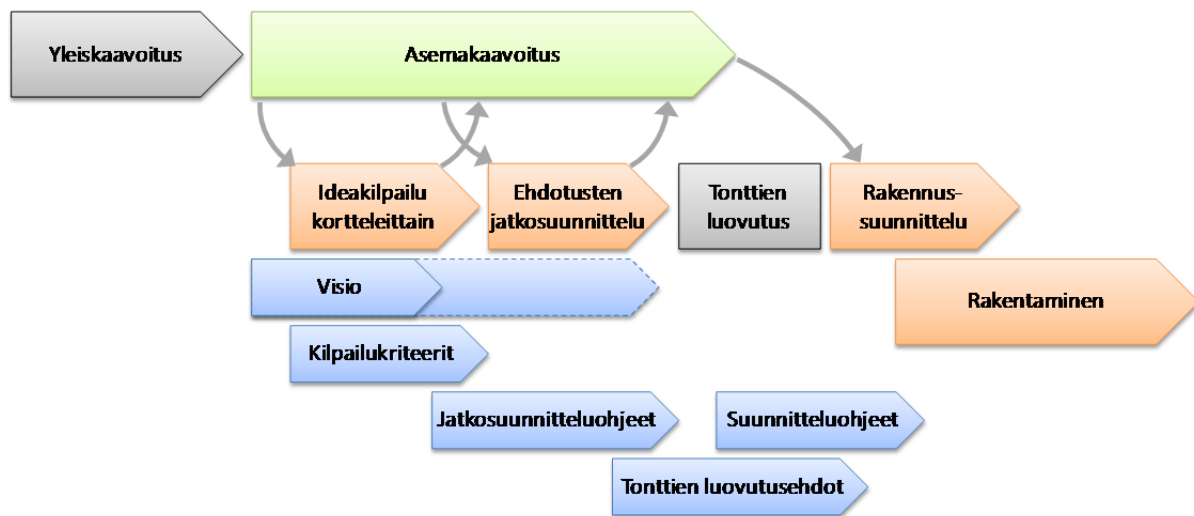 Yleiskaavoitus
Asemakaavoitus
Ideakilpailu
kortteleittain
Ehdotusten
jatkosuunnittelu
Tonttien
luovutus
Rakennus-
suunnittelu
Visio
Rakentaminen
Kilpailukriteerit
Jatkosuunnitteluohjeet
Suunnitteluohjeet
Tonttien luovutusehdot